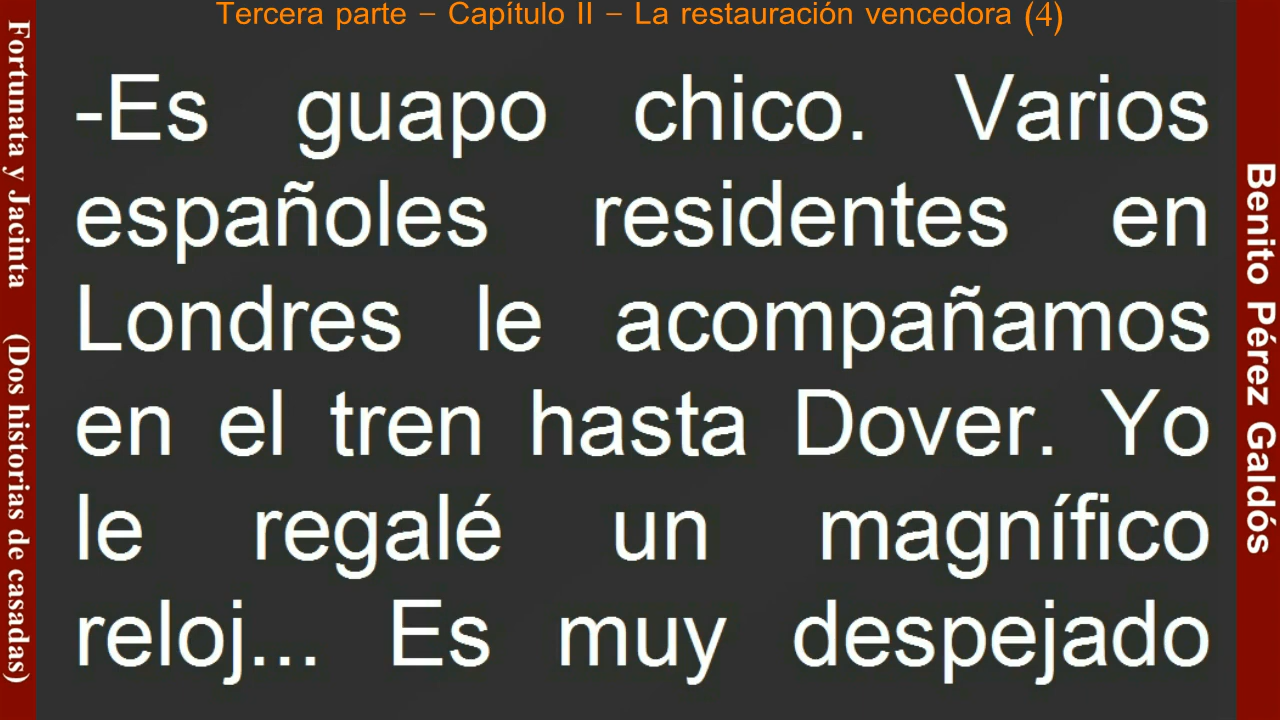 Tercera parte – Capítulo II – La restauración vencedora (4)
Fortunata y Jacinta (Dos historias de casadas)
-Es guapo chico. Varios
españoles residentes en
Londres le acompañamos
en el tren hasta Dover. Yo
le regalé un magnífico
reloj... Es muy despejado
Benito Pérez Galdós